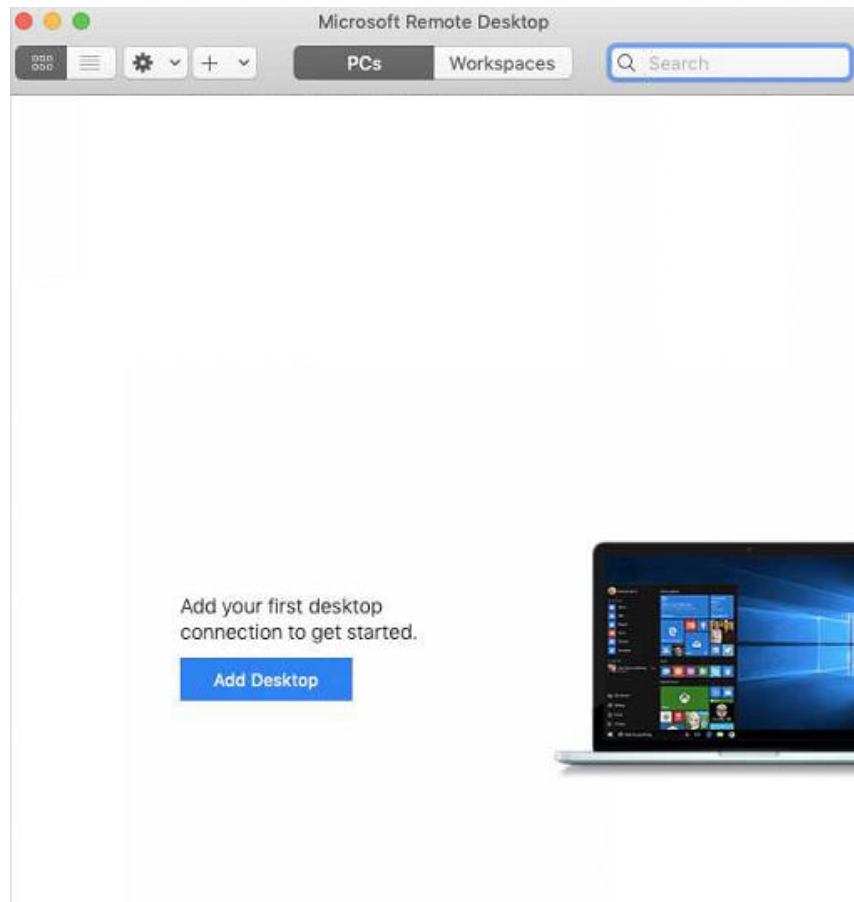 Microsoft Remote Desktop
PCs
Workspaces
Search
Add your first desktop
connection to get started.
Add Desktop